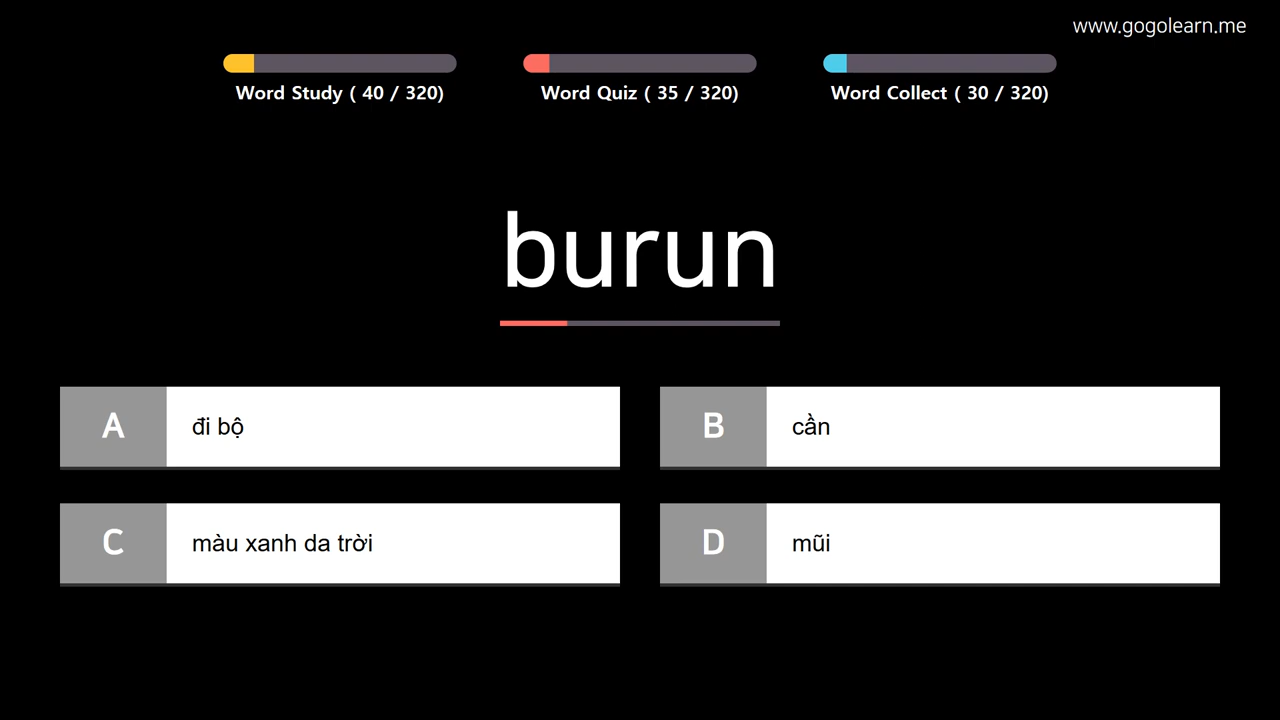 www.gogolearn.me
Word Study ( 40 / 320)
Word Quiz ( 35 / 320)
Word Collect ( 30 / 320)
burun
A đi bộ
B cần
C màu xanh da trời
D mũi